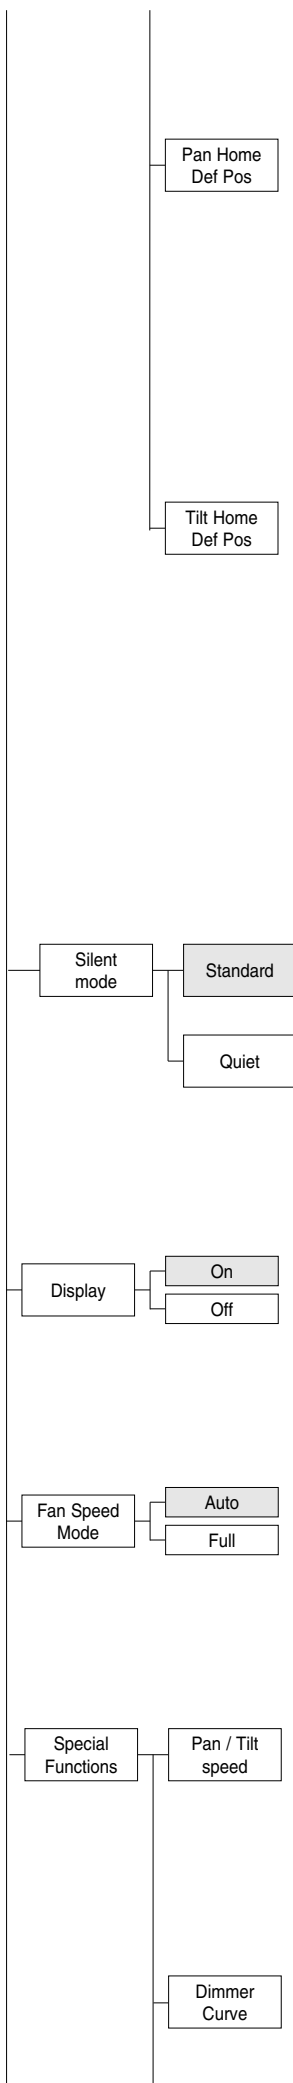 Pan Home
Def Pos
Tilt Home
Def Pos
Silent
mode
Standard
Quiet
Display
On
Off
Fan Speed
Mode
Auto
Full
Special
Functions
Pan / Tilt
speed
Dimmer
Curve